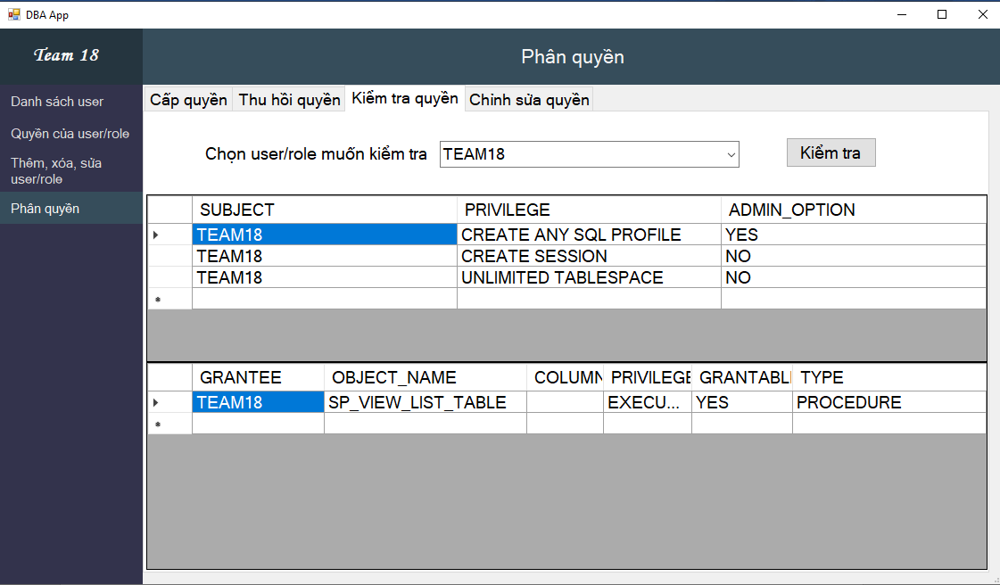 DBA App
Team 18
Phân quyền
Danh sách user
Quyền của user/role
Thêm, xóa, sửa
user/role
Phân quyền
Cấp quyền Thu hồi quyền Kiểm tra quyền Chỉnh sửa quyền
Chọn user/role muốn kiểm tra TEAM18 Kiểm tra
SUBJECT PRIVILEGE ADMIN_OPTION
TEAM18 CREATE ANY SQL PROFILE YES
TEAM18 CREATE SESSION NO
TEAM18 UNLIMITED TABLESPACE NO
GRANTEE OBJECT_NAME COLUMN PRIVILEGE GRANTABL TYPE
TEAM18 SP_VIEW_LIST_TABLE EXECU... YES PROCEDURE